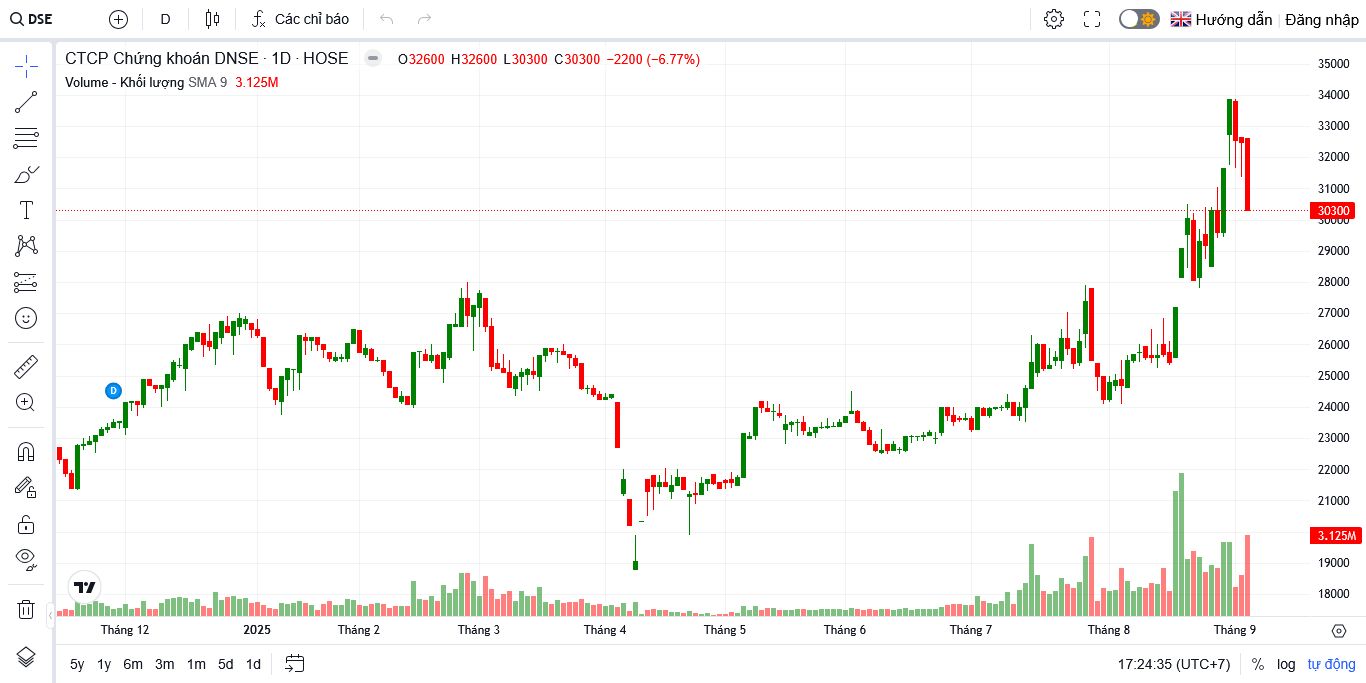 DSE D Các chỉ báo Hướng dẫn Đăng nhập
CTCP Chứng khoán DNSE · 1D · HOSE O32600 H32600 L30300 C30300 −2200 (−6.77%)
Volume - Khối lượng SMA 9 3.125M
35000
34000
33000
32000
31000
30300
30000
29000
28000
27000
26000
25000
D
24000
23000
22000
21000
3.125M
19000
18000
Tháng 12 2025 Tháng 2 Tháng 3 Tháng 4 Tháng 5 Tháng 6 Tháng 7 Tháng 8 Tháng 9
5y 1y 6m 3m 1m 5d 1d 17:24:35 (UTC+7) % log tự động